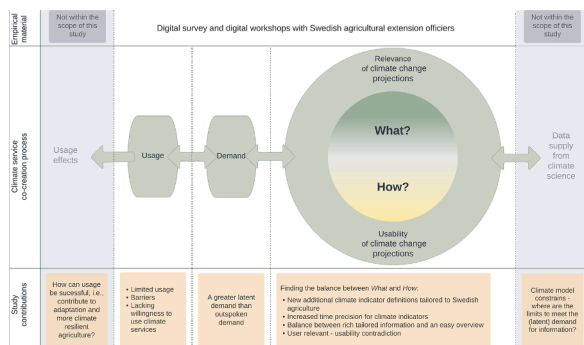 Empirical
material
Not within the
scope of this
study
Digital survey and digital workshops with Swedish agricultural extension officiers
Not within the
scope of this
study
Climate service
co-creation process
Usage
effects
Usage
Demand
Relevance
of climate change
projections
What?
How?
Usability
of climate change
projections
Data
supply
from
climate
science
Study
contributions
How can usage
be sucessful, i.e.,
contribute to
adaptation and
more climate
resilient
agriculture?
• Limited usage
• Barriers
• Lacking
willingness to
use climate
services
A greater latent
demand than
outspoken
demand
Finding the balance between What and How:
• New additional climate indicator definitions tailored to Swedish
agriculture
• Increased time precision for climate indicators
• Balance between rich tailored information and an easy overview
• User relevant - usability contradiction
Climate model
constrains -
where are the
limits to meet the
(latent) demand
for information?